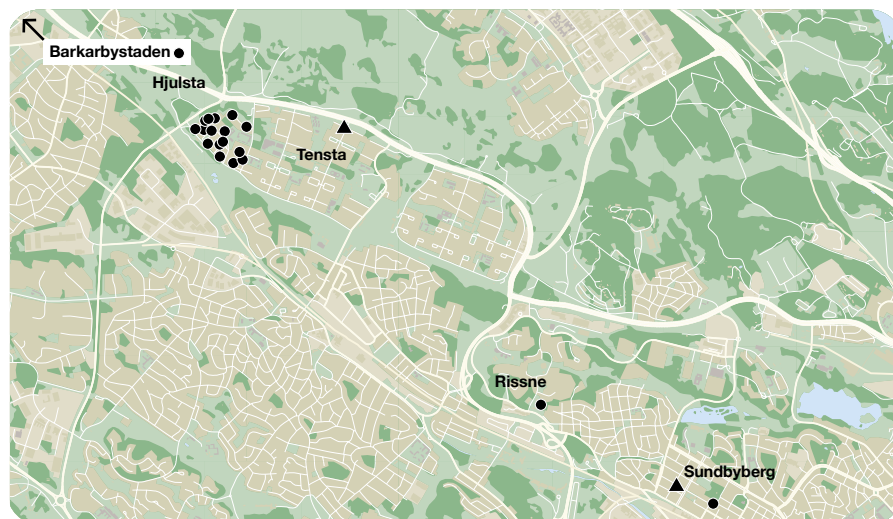 Barkarbystaden
Hjulsta
Tensta
Rissne
Sundbyberg